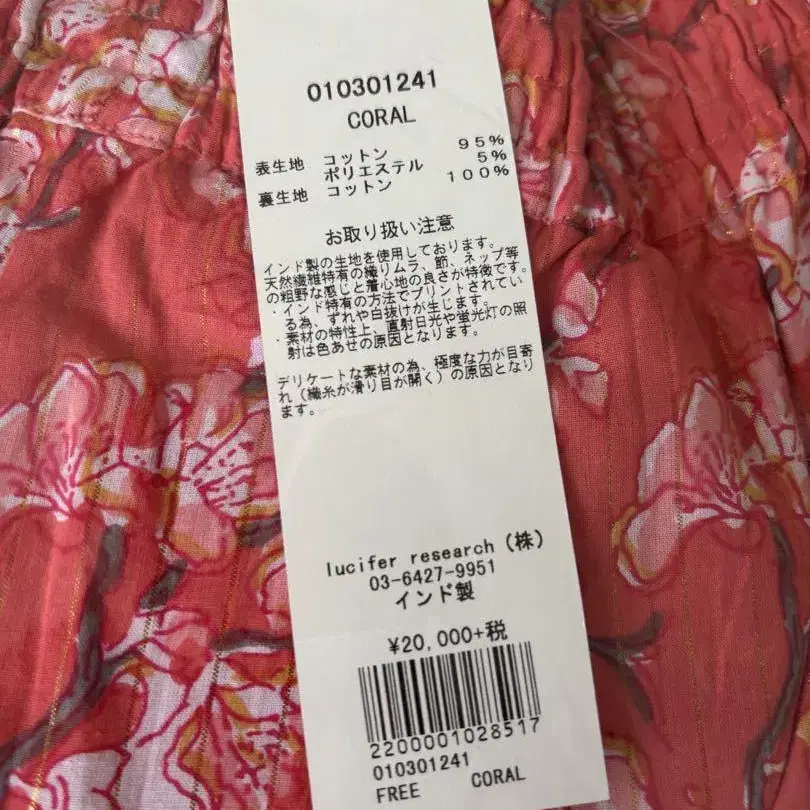 010301241
CORAL
表生地 コットン 95%
ポリエステル 5%
裏生地 コットン 100%
お取り扱い注意
インド製の生地を使用しております。
天然繊維特有の織りムラ、節、ネップ等
の粗野な感じと着心地の良さが特徴です。
・インド特有の方法でプリントされてい
る為、ずれや白抜けが生じます。
・素材の特性上、直射日光や蛍光灯の照
射は色あせの原因となります。
デリケートな素材の為、極度な力が目寄
れ(繊糸が滑り目が開く)の原因となり
ます。
lucifer research (株)
03-6427-9951
インド製
¥20,000+税
2200001028517
010301241
FREE CORAL